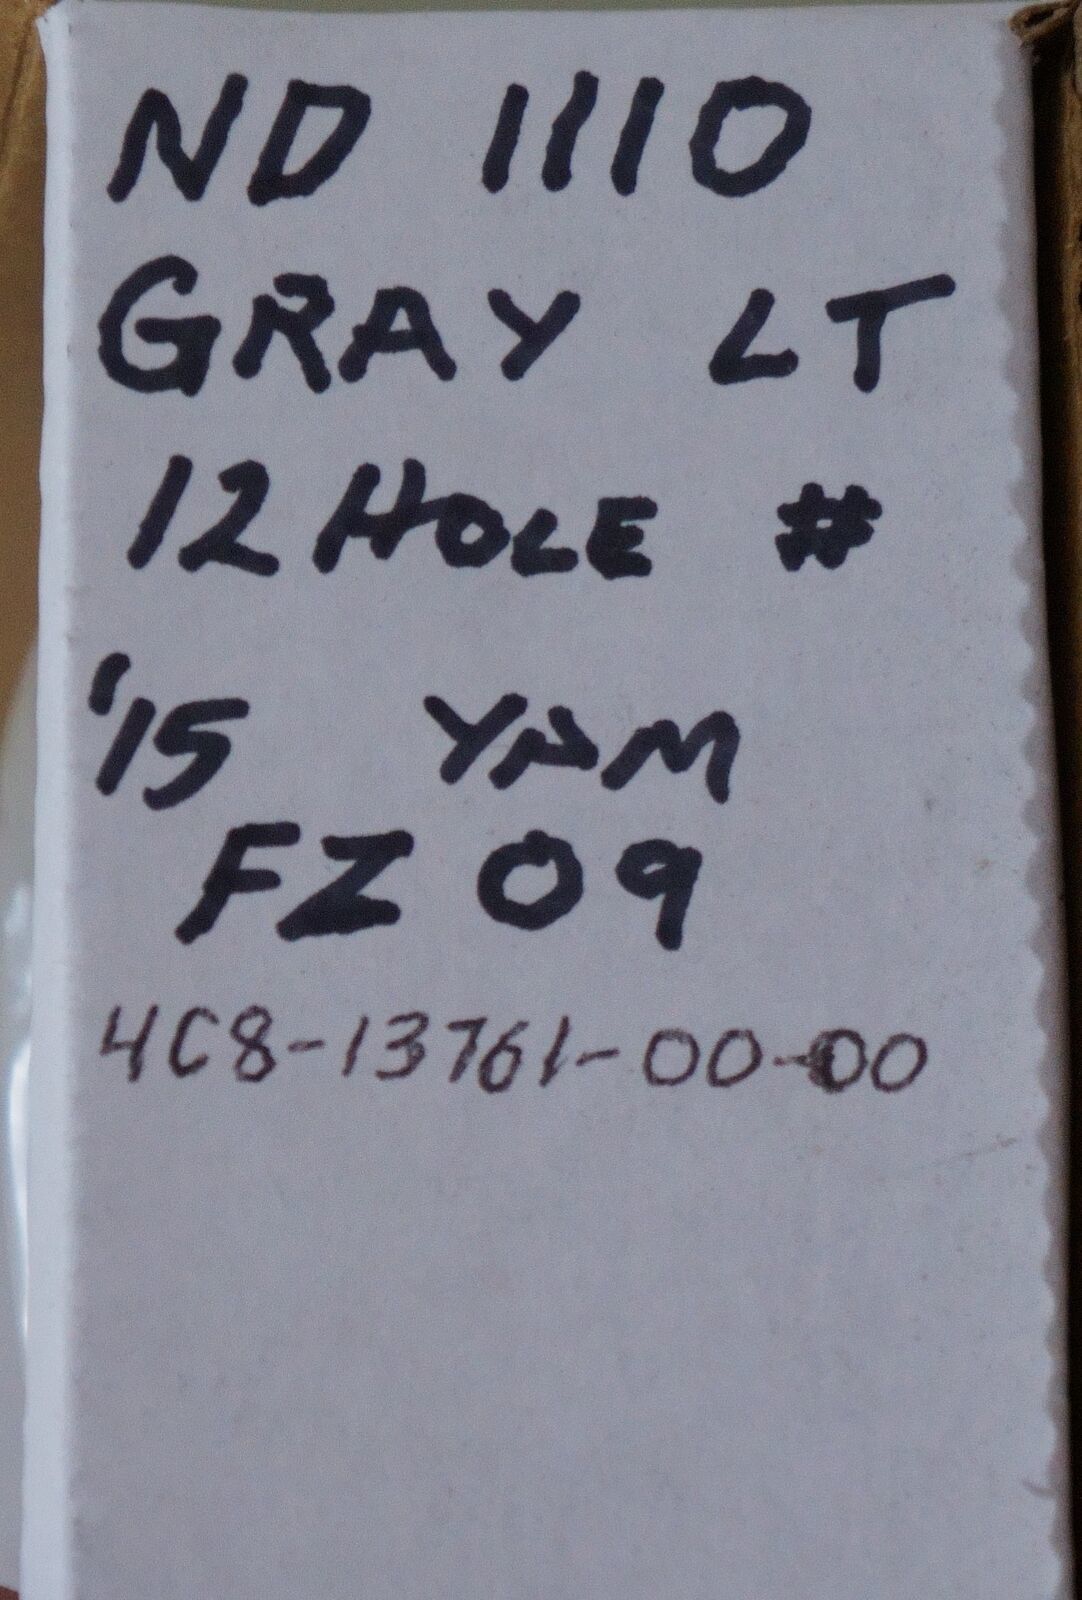 ND 1110
GRAY LT
12 HOLE #
'15 YAM
FZ 09
4C8-13761-00-00